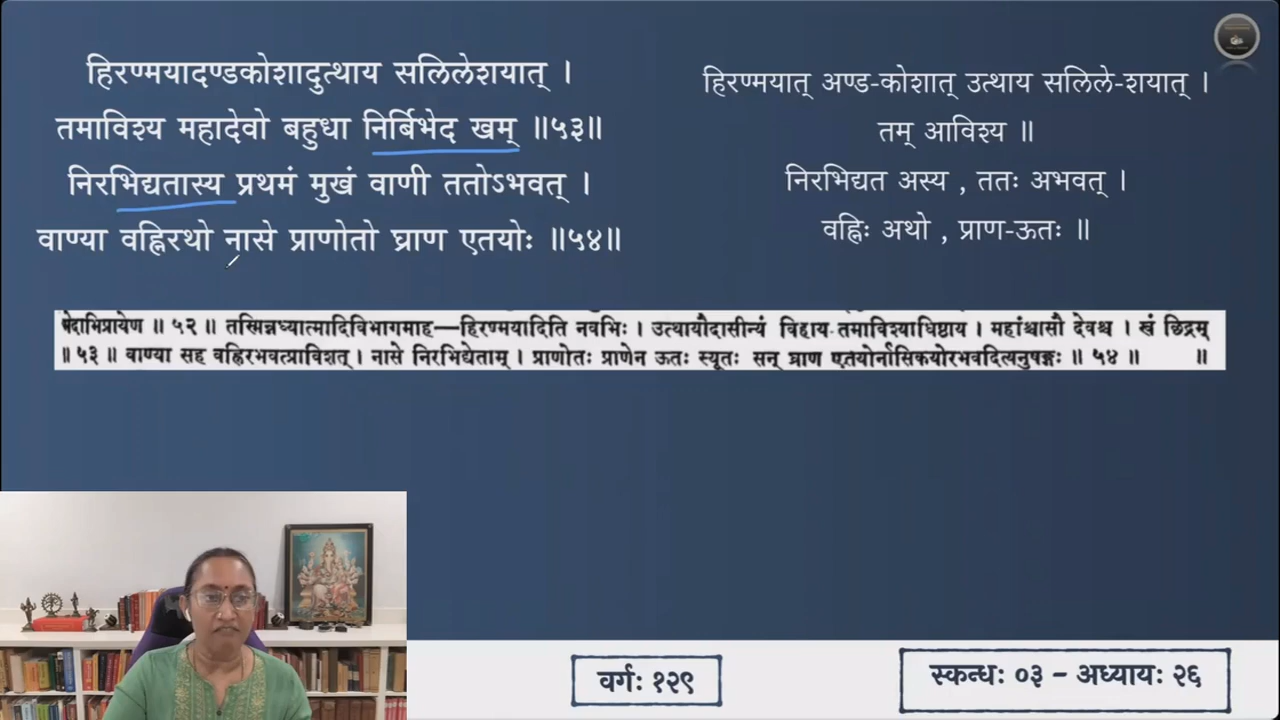 हिरण्मयादण्डकोशादुत्थाय सलिलेशयात् ।
तमाविश्य महादेवो बहुधा निर्बिभेद खम् ॥५३॥
निरभिद्यतास्य प्रथमं मुखं वाणी ततोऽभवत् ।
वाण्या वह्निरथो नासे प्राणोतो घ्राण एतयोः ॥५४॥
हिरण्मयात् अण्ड-कोशात् उत्थाय सलिले-शयात् ।
तम् आविश्य ॥
निरभिद्यत अस्य , ततः अभवत् ।
वह्निः अथो , प्राण-ऊतः ॥
भेदाभिप्रायेण ॥ ५२ ॥ तस्मिन्नध्यात्मादिविभागमाह—हिरण्मयादिति नवभिः । उत्थायौदासीन्यं विहाय तमाविश्याधिष्ठाय । महांश्चासौ देवश्च । खं छिद्रम्
॥ ५३ ॥ वाण्या सह वह्निरभवत्प्राविशत् । नासे निरभिद्येताम् । प्राणोतः प्राणेन ऊतः स्यूतः सन् घ्राण एतयोर्नासिकयोरभवदित्यनुषङ्गः ॥ ५४ ॥ ॥
वर्गः १२९
स्कन्धः ०३ - अध्यायः २६